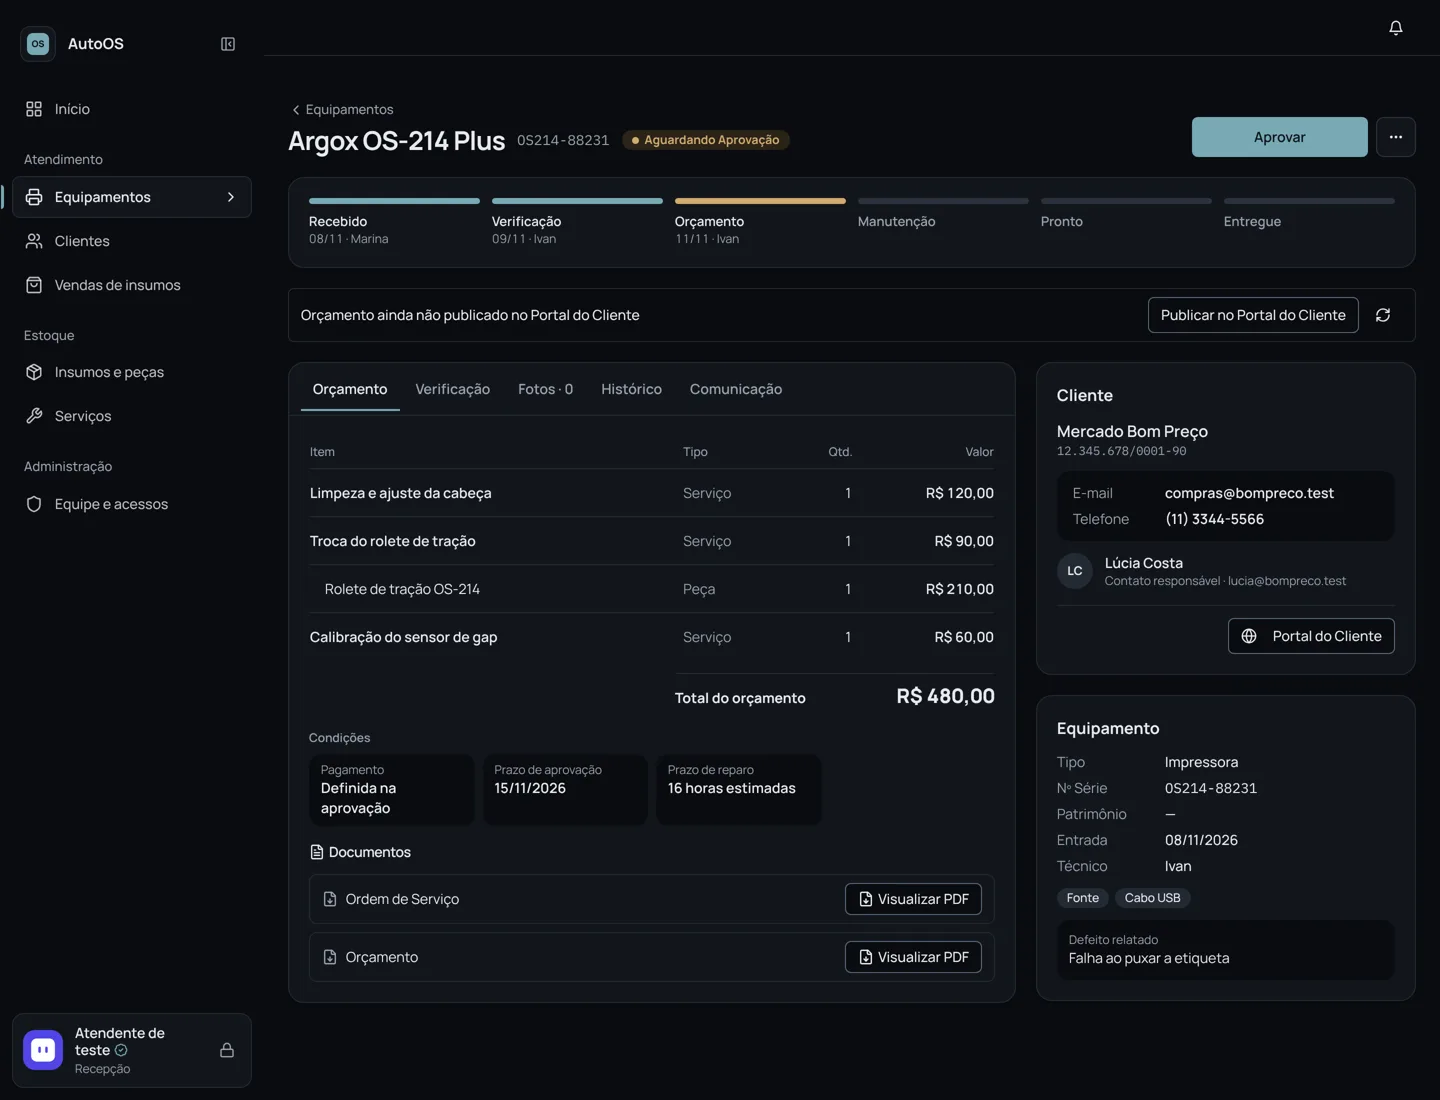 OS
AutoOS
Início
Atendimento
Equipamentos
Clientes
Vendas de insumos
Estoque
Insumos e peças
Serviços
Administração
Equipe e acessos
Atendente de
teste
Recepção
Equipamentos
Argox OS-214 Plus
OS214-88231
Aguardando Aprovação
Aprovar
Recebido
08/11 · Marina
Verificação
09/11 · Ivan
Orçamento
11/11 · Ivan
Manutenção
Pronto
Entregue
Orçamento ainda não publicado no Portal do Cliente
Publicar no Portal do Cliente
Orçamento Verificação Fotos · 0 Histórico Comunicação
Item Tipo Qtd. Valor
Limpeza e ajuste da cabeça Serviço 1 R$ 120,00
Troca do rolete de tração Serviço 1 R$ 90,00
Rolete de tração OS-214 Peça 1 R$ 210,00
Calibração do sensor de gap Serviço 1 R$ 60,00
Total do orçamento R$ 480,00
Condições
Pagamento
Definida na
aprovação
Prazo de aprovação
15/11/2026
Prazo de reparo
16 horas estimadas
Documentos
Ordem de Serviço Visualizar PDF
Orçamento Visualizar PDF
Cliente
Mercado Bom Preço
12.345.678/0001-90
E-mail compras@bompreco.test
Telefone (11) 3344-5566
LC
Lúcia Costa
Contato responsável · lucia@bompreco.test
Portal do Cliente
Equipamento
Tipo Impressora
Nº Série OS214-88231
Patrimônio —
Entrada 08/11/2026
Técnico Ivan
Fonte Cabo USB
Defeito relatado
Falha ao puxar a etiqueta